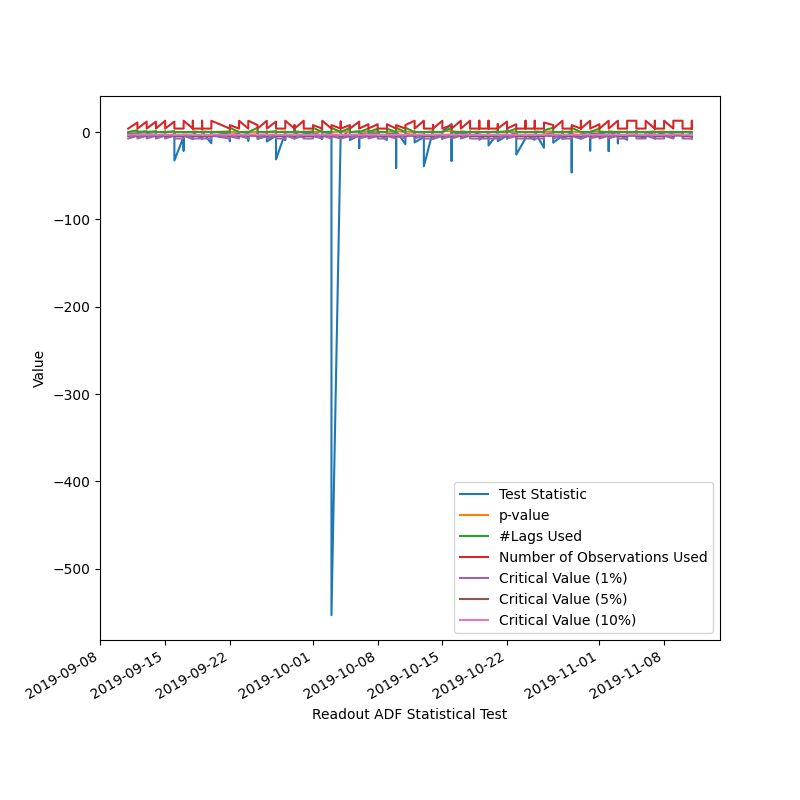 0
−100
−200
−300
−400
−500
Value
Test Statistic
p-value
#Lags Used
Number of Observations Used
Critical Value (1%)
Critical Value (5%)
Critical Value (10%)
2019-09-08
2019-09-15
2019-09-22
2019-10-01
2019-10-08
2019-10-15
2019-10-22
2019-11-01
2019-11-08
Readout ADF Statistical Test